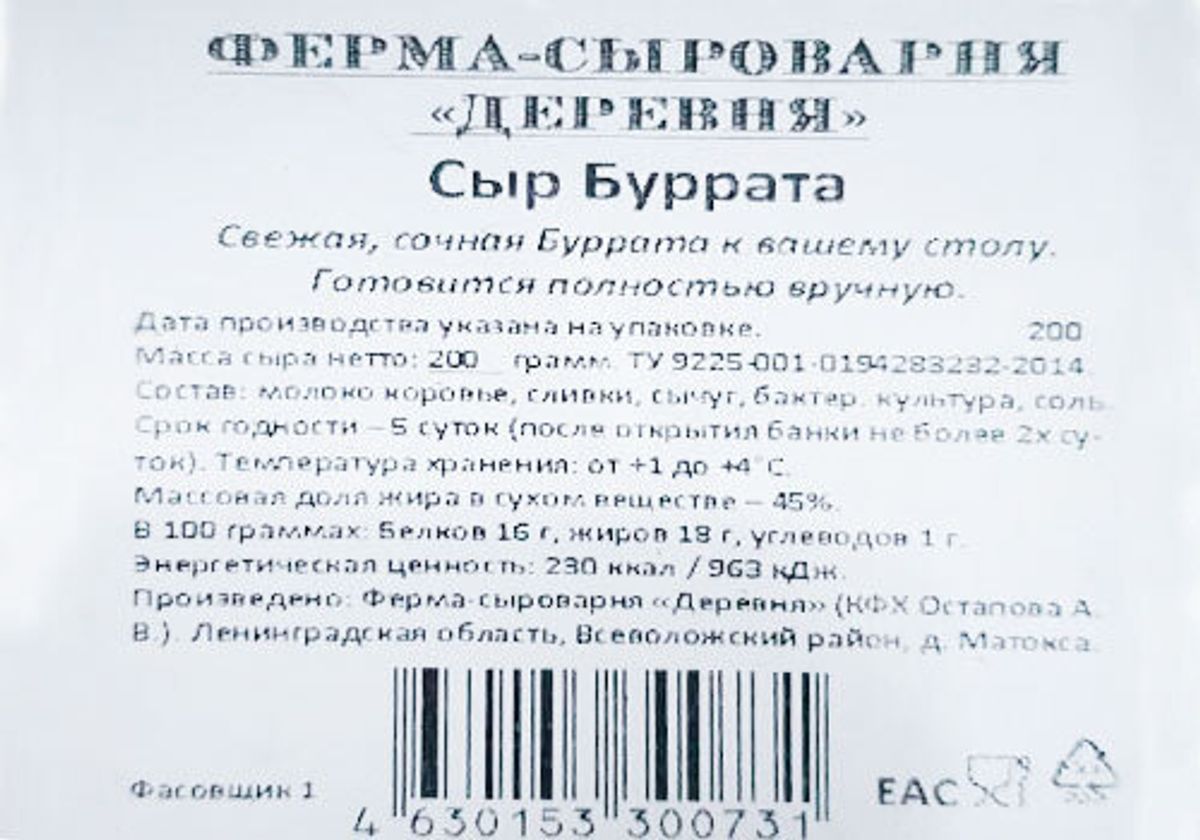 ФЕРМА-СЫРОВАРНЯ
«ДЕРЕВНЯ»
Сыр Буррата
Свежая, сочная Буррата к вашему столу.
Готовится полностью вручную.
Дата производства указана на упаковке. 200
Масса сыра нетто: 200 грамм. ТУ 9225-001-0194283232-2014
Состав: молоко коровье, сливки, сычуг, бактер. культура, соль.
Срок годности – 5 суток (после открытия банки не более 2х су-
ток). Температура хранения: от +1 до +4°С.
Массовая доля жира в сухом веществе – 45%.
В 100 граммах: Белков 16 г, жиров 18 г, углеводов 1 г.
Энергетическая ценность: 230 ккал / 963 кДж.
Произведено: Ферма-сыроварня «Деревня» (КФХ Остапова А.
В.). Ленинградская область, Всеволожский район, д. Матокса.
Фасовщик 1
EAC
4 630153 300731